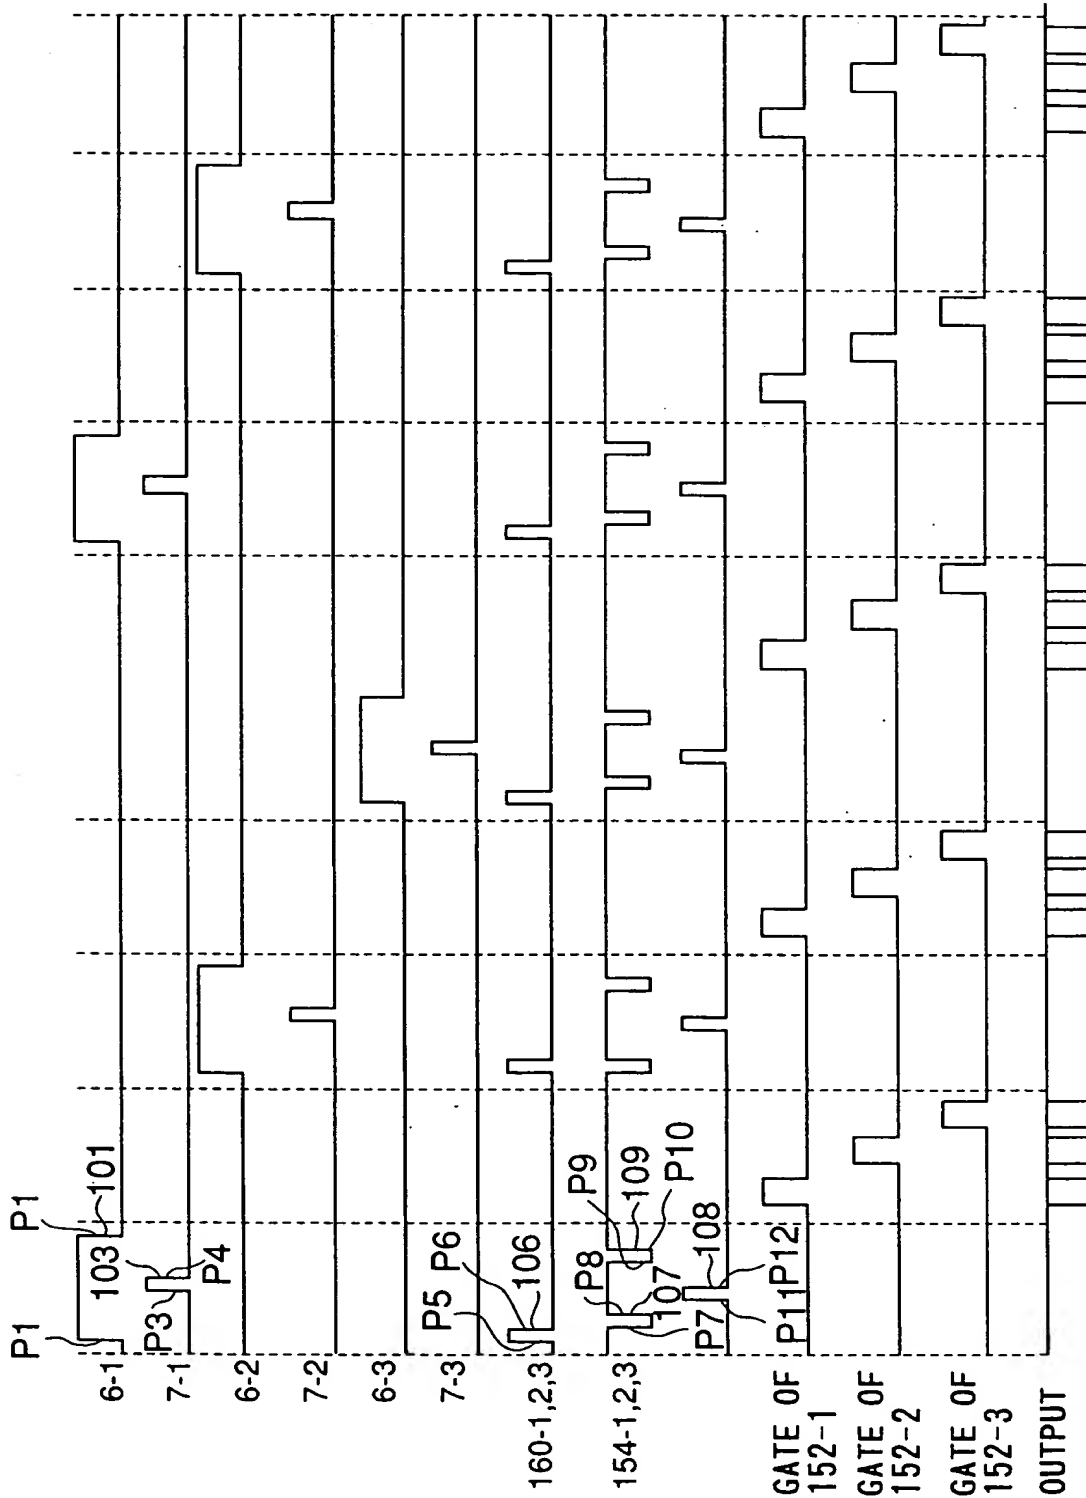 P1
P1
6-1
101
103
P3
P4
7-1
6-2
7-2
6-3
7-3
P5
P6
106
160-1,2,3
P8
P9
109
P10
154-1,2,3
P7
107
108
P11
P12
GATE OF
152-1
GATE OF
152-2
GATE OF
152-3
OUTPUT